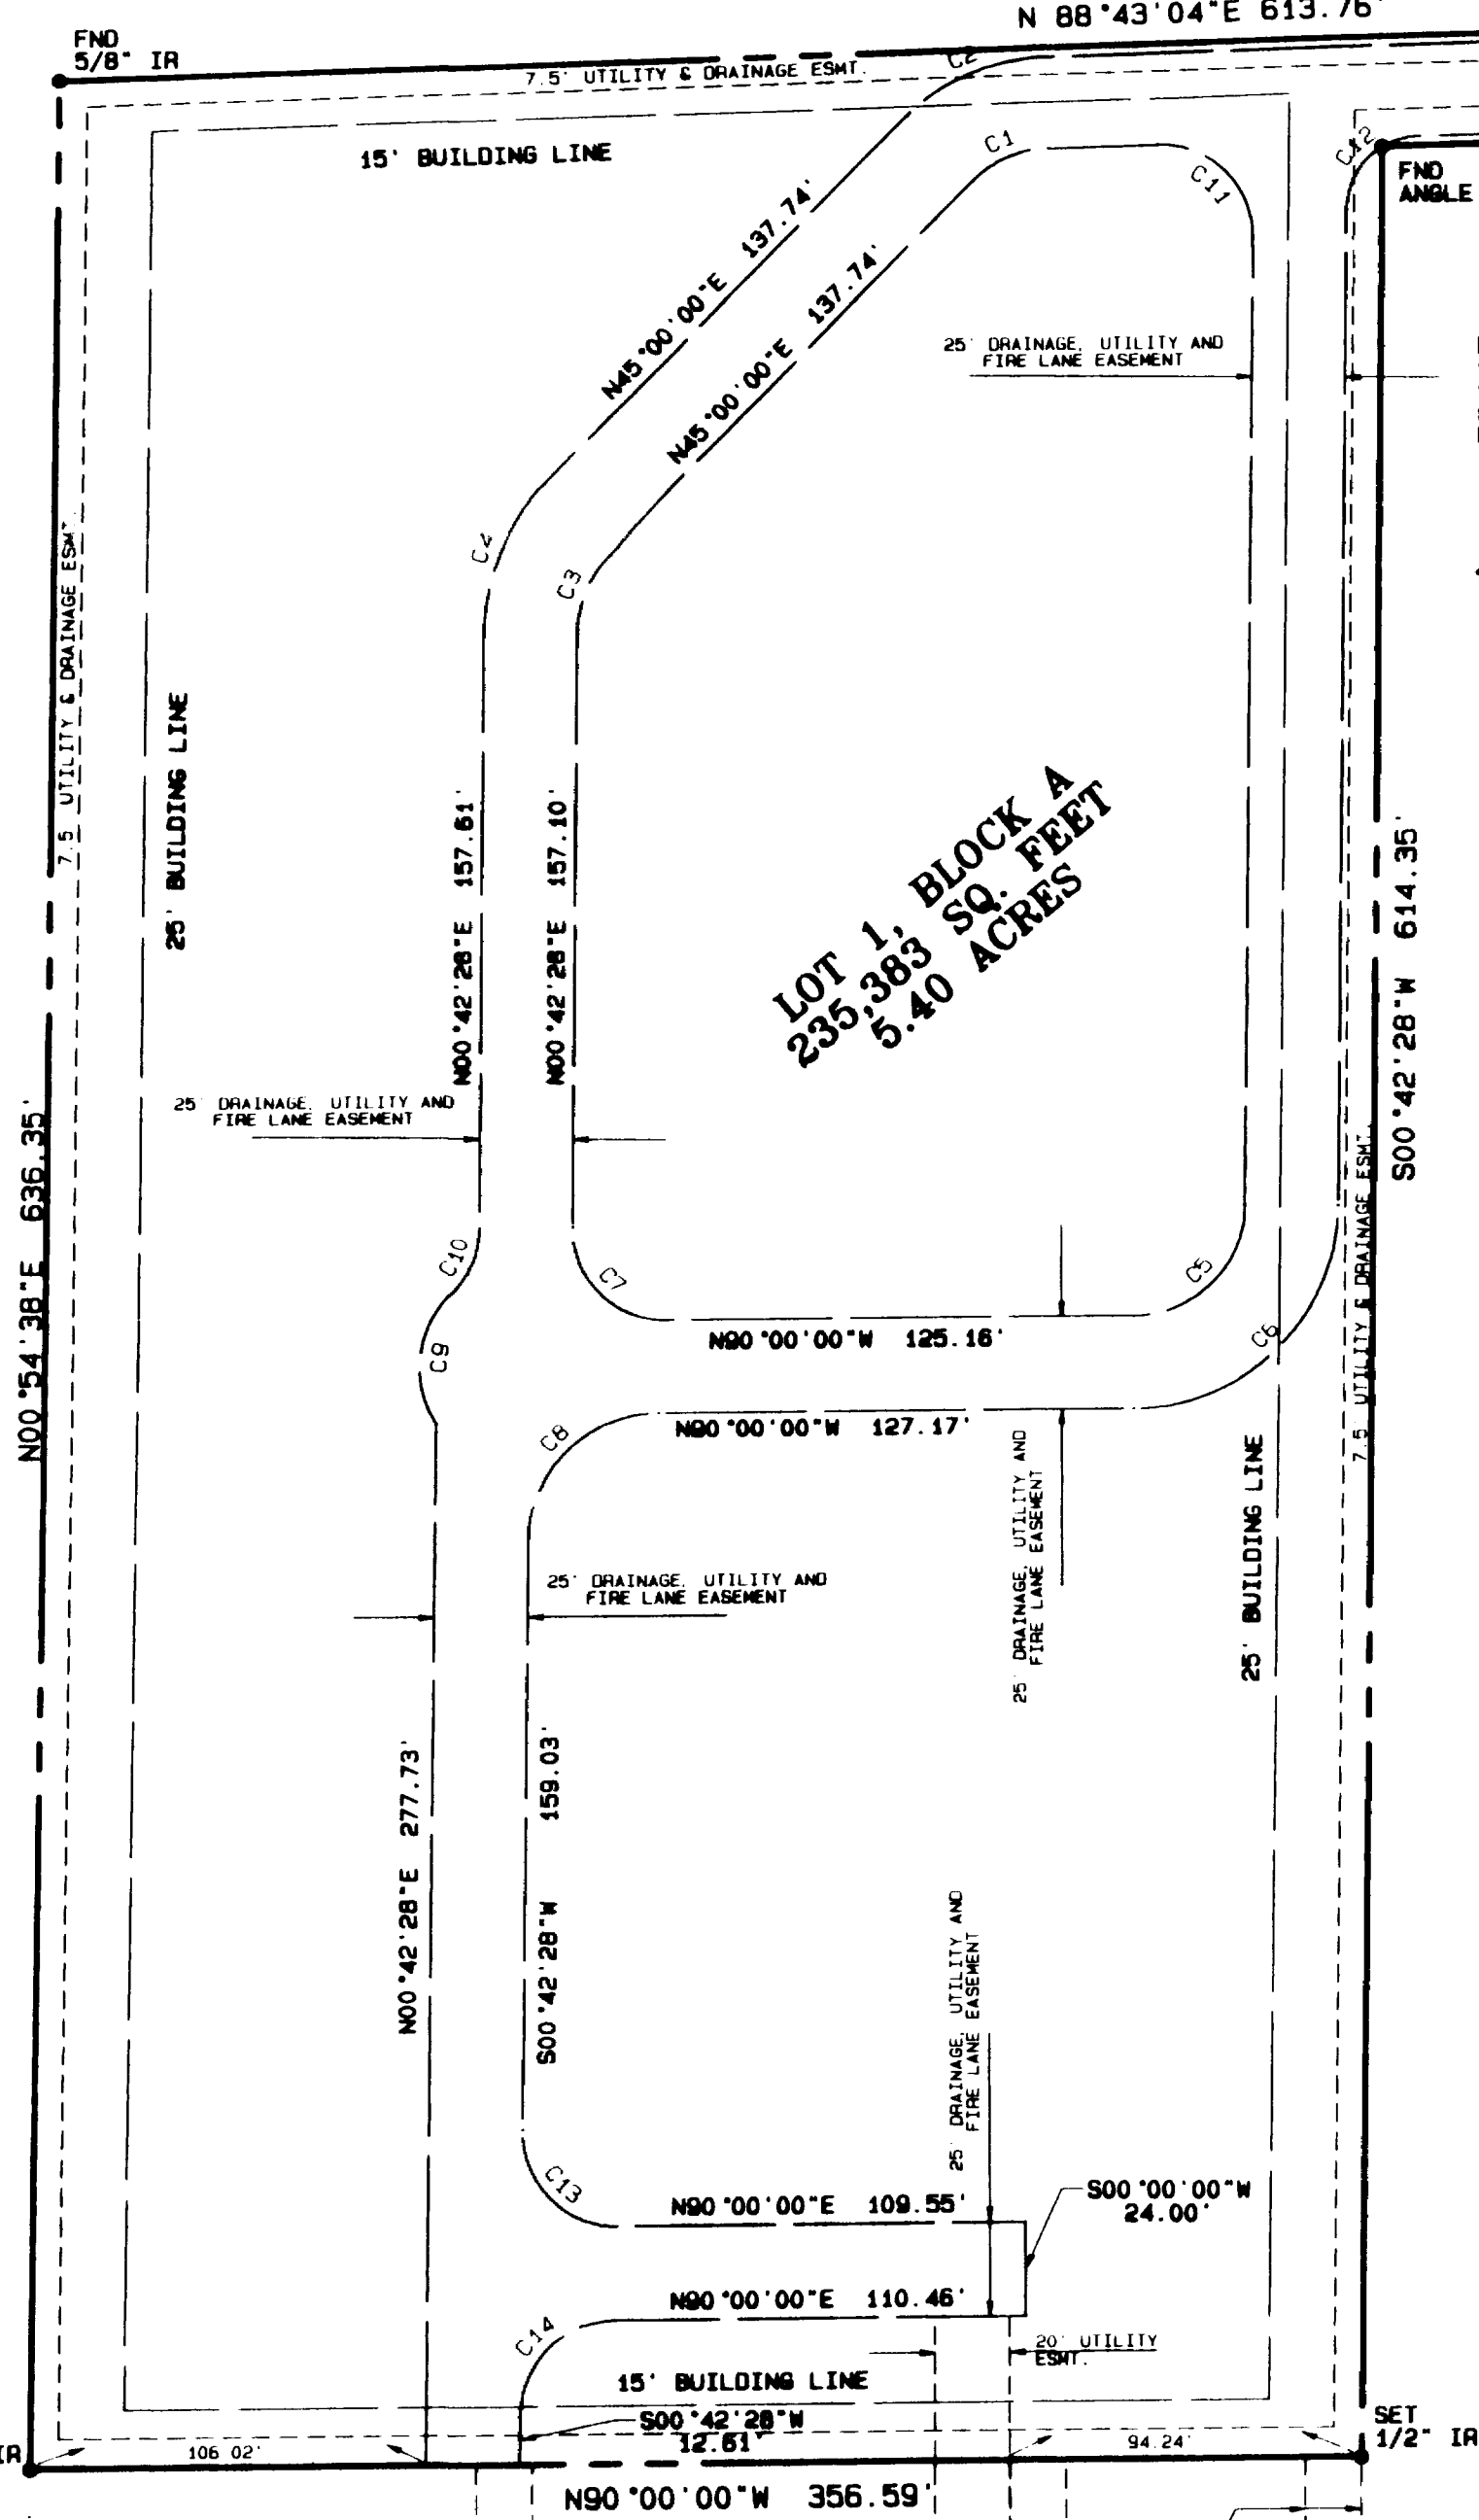 N 88°43'04"E 613.76'
FND
5/8" IR
7.5' UTILITY & DRAINAGE ESMT.
C2
15' BUILDING LINE
C1
C11
C12
FND
ANGLE
N45°00'00"E 137.74'
N45°00'00"E 137.74'
25' DRAINAGE, UTILITY AND
FIRE LANE EASEMENT
C4
C3
7.5' UTILITY & DRAINAGE ESMT.
25' BUILDING LINE
N00°42'28"E 157.61'
N00°42'28"E 157.10'
LOT 1, BLOCK A
235,383 SQ. FEET
5.40 ACRES
S00°42'28"W 614.35'
25' DRAINAGE, UTILITY AND
FIRE LANE EASEMENT
N00°54'38"E 636.35'
C10
C7
C5
C9
C6
N90°00'00"W 125.16'
7.5' UTILITY & DRAINAGE ESMT.
C8
N90°00'00"W 127.17'
25' DRAINAGE, UTILITY AND
FIRE LANE EASEMENT
25' BUILDING LINE
25' DRAINAGE, UTILITY AND
FIRE LANE EASEMENT
N00°42'28"E 277.73'
S00°42'28"W 159.03'
25' DRAINAGE, UTILITY AND
FIRE LANE EASEMENT
C13
N90°00'00"E 109.55'
S00°00'00"W
24.00'
N90°00'00"E 110.46'
C14
20' UTILITY
ESMT.
15' BUILDING LINE
S00°42'28"W
12.61'
IR
106.02'
94.24'
SET
1/2" IR
N90°00'00"W 356.59'